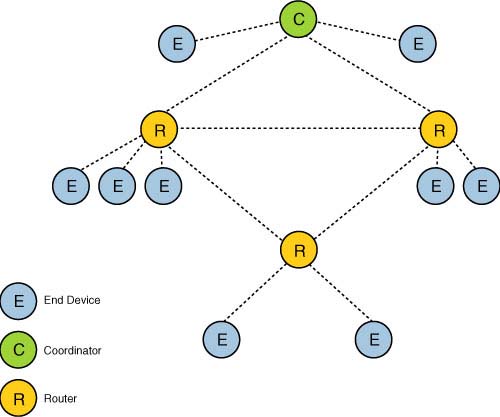 C
E E
R R
E E E E E
R
E End Device
E E
C Coordinator
R Router